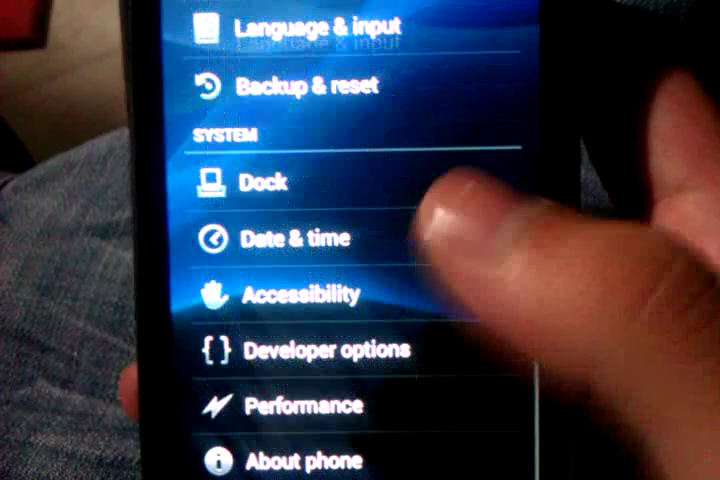 Language & input
Backup & reset
SYSTEM
Dock
Date & time
Accessibility
Developer options
Performance
About phone